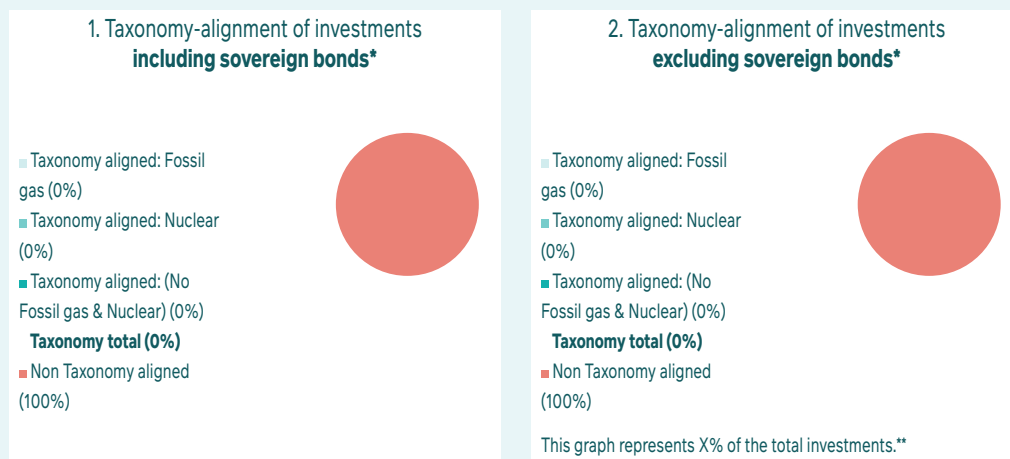 1. Taxonomy-alignment of investments
including sovereign bonds*
Taxonomy aligned: Fossil
gas (0%)
Taxonomy aligned: Nuclear
(0%)
Taxonomy aligned: (No
Fossil gas & Nuclear) (0%)
Taxonomy total (0%)
Non Taxonomy aligned
(100%)
2. Taxonomy-alignment of investments
excluding sovereign bonds*
Taxonomy aligned: Fossil
gas (0%)
Taxonomy aligned: Nuclear
(0%)
Taxonomy aligned: (No
Fossil gas & Nuclear) (0%)
Taxonomy total (0%)
Non Taxonomy aligned
(100%)
This graph represents X% of the total investments.**